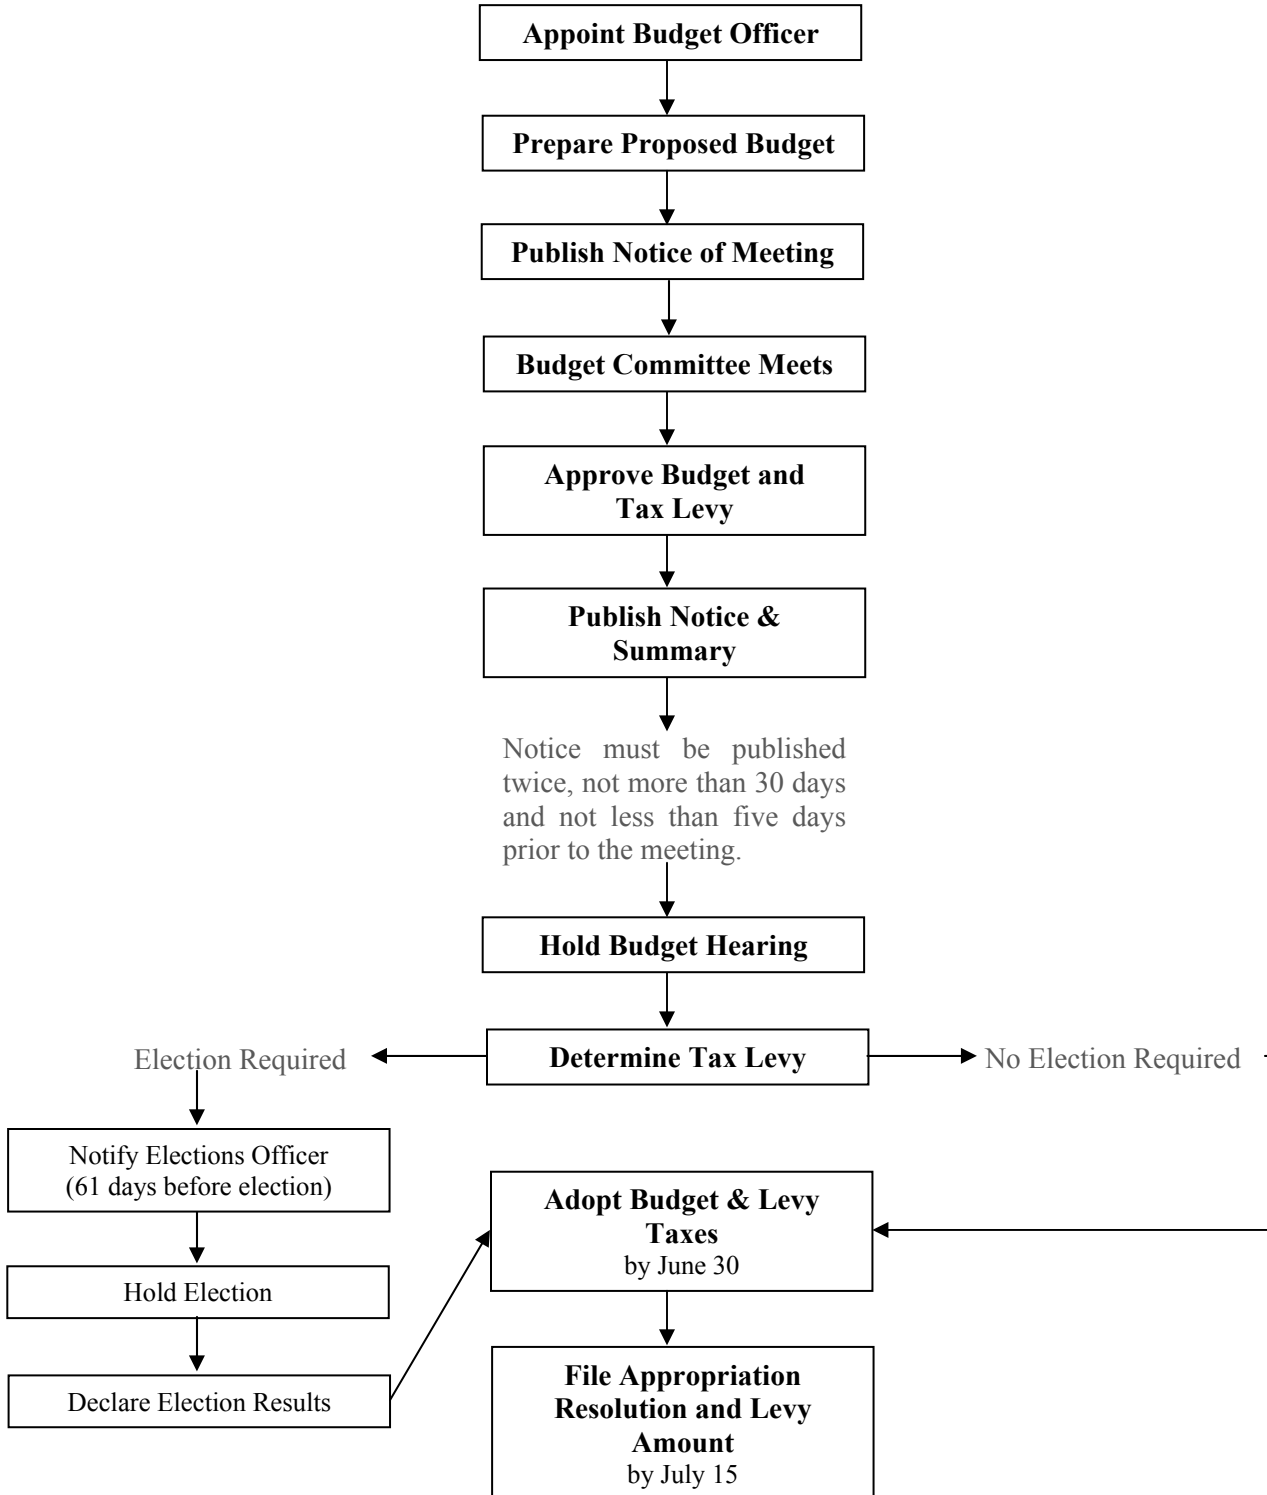 Appoint Budget Officer
Prepare Proposed Budget
Publish Notice of Meeting
Budget Committee Meets
Approve Budget and
Tax Levy
Publish Notice &
Summary
Notice must be published
twice, not more than 30 days
and not less than five days
prior to the meeting.
Hold Budget Hearing
Election Required
Determine Tax Levy
No Election Required
Notify Elections Officer
(61 days before election)
Hold Election
Declare Election Results
Adopt Budget & Levy
Taxes
by June 30
File Appropriation
Resolution and Levy
Amount
by July 15